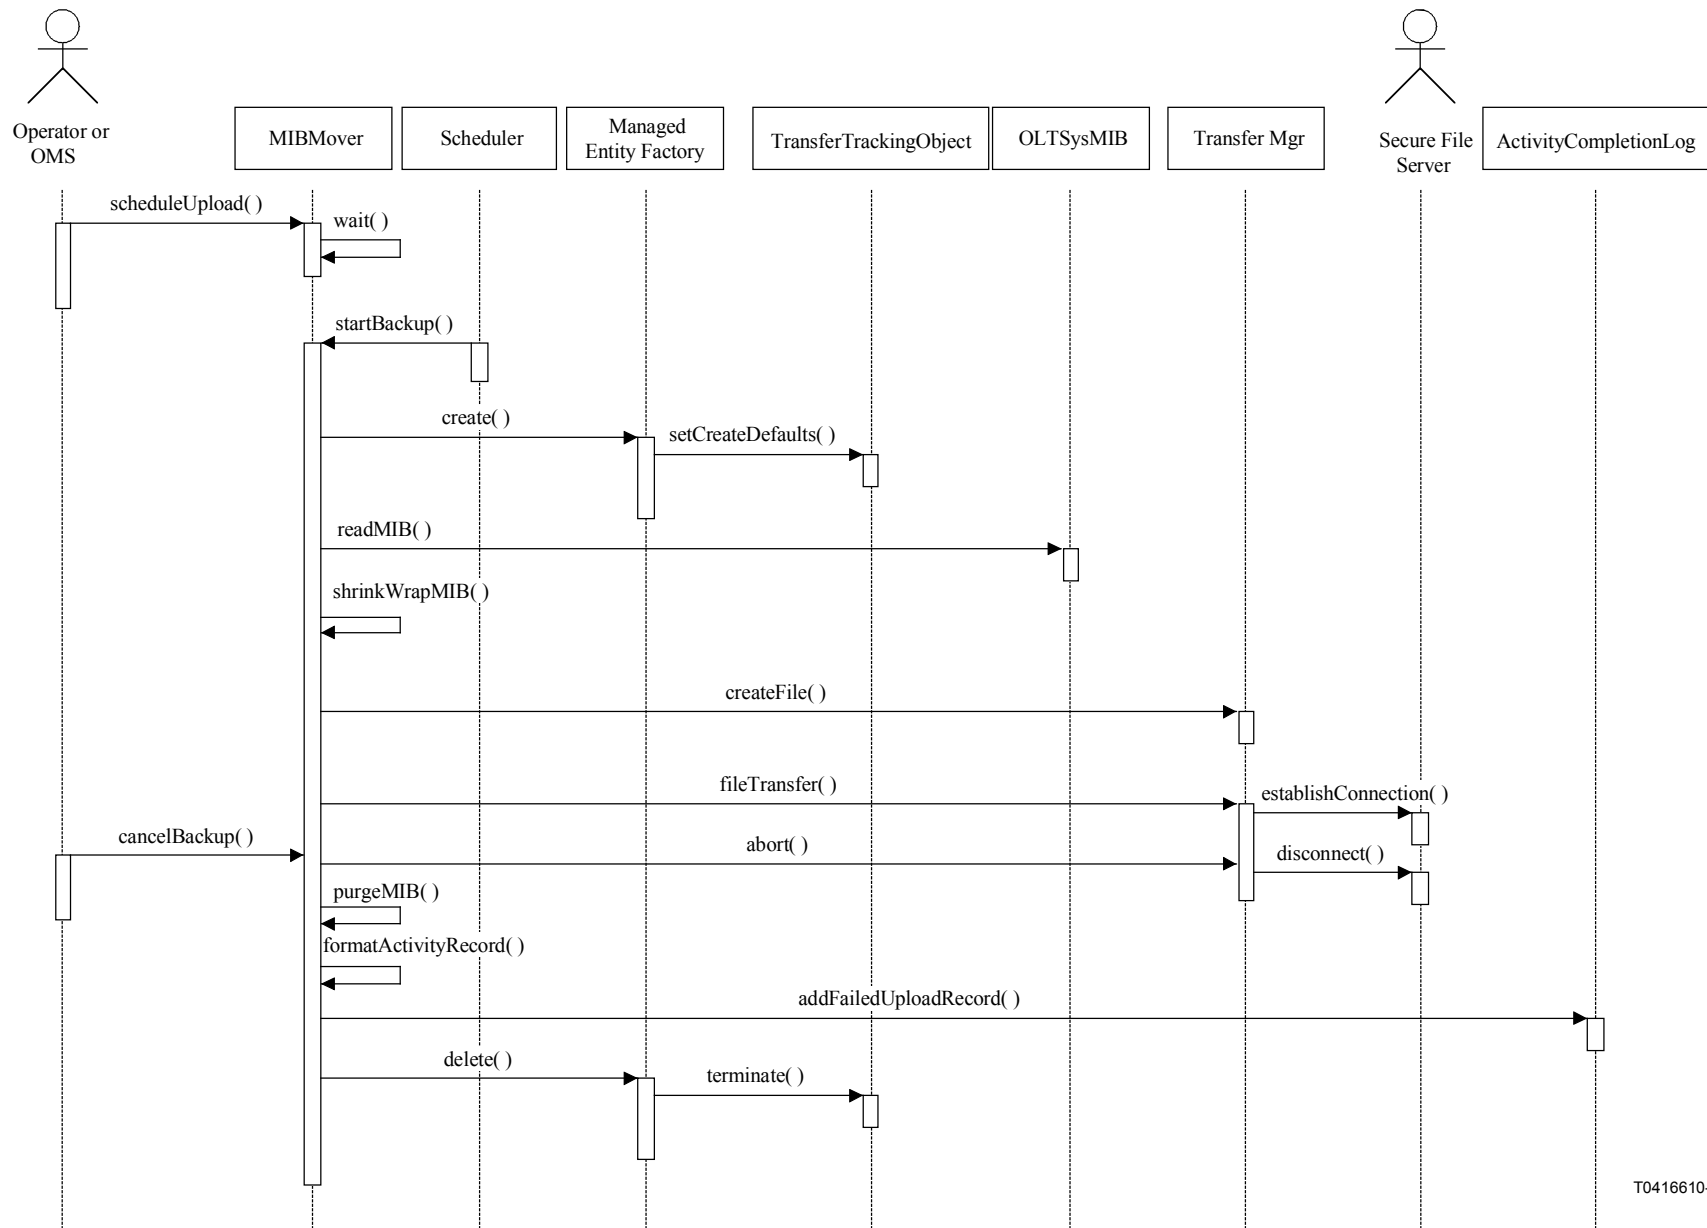 Operator or
OMS
MIBMover
Scheduler
Managed
Entity Factory
TransferTrackingObject
OLTSysMIB
Transfer Mgr
Secure File
Server
ActivityCompletionLog
scheduleUpload( )
wait( )
startBackup( )
create( )
setCreateDefaults( )
readMIB( )
shrinkWrapMIB( )
createFile( )
fileTransfer( )
establishConnection( )
cancelBackup( )
abort( )
disconnect( )
purgeMIB( )
formatActivityRecord( )
addFailedUploadRecord( )
delete( )
terminate( )
T0416610-